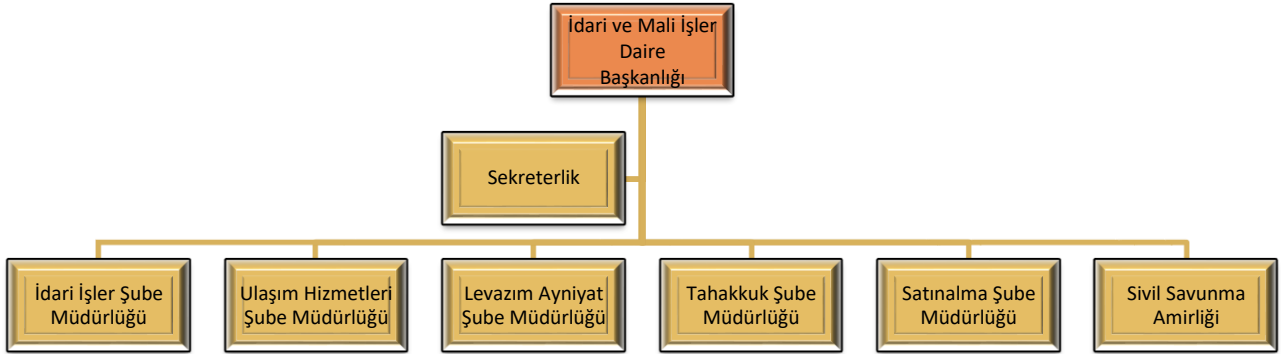 İdari ve Mali İşler
Daire
Başkanlığı
Sekreterlik
İdari İşler Şube
Müdürlüğü
Ulaşım Hizmetleri
Şube Müdürlüğü
Levazım Ayniyat
Şube Müdürlüğü
Tahakkuk Şube
Müdürlüğü
Satınalma Şube
Müdürlüğü
Sivil Savunma
Amirliği